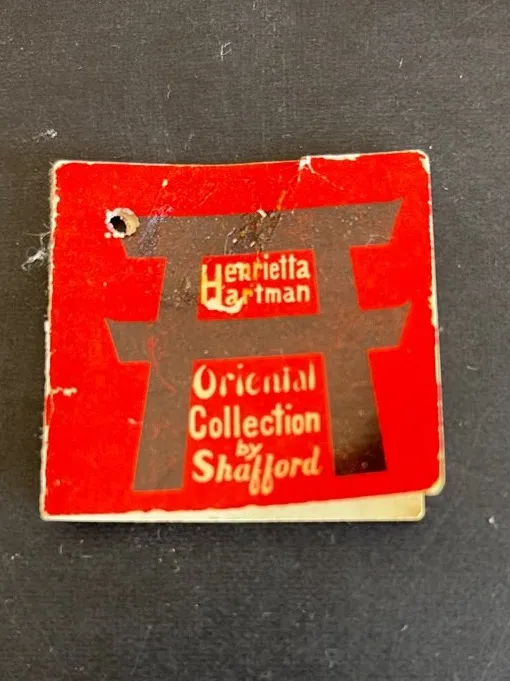 Henrietta
Hartman
Oriental
Collection
by
Shafford